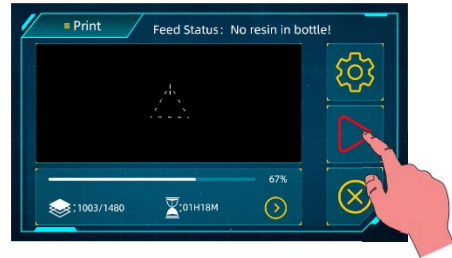 Print
Feed Status: No resin in bottle!
67%
:1003/1480
:01H18M